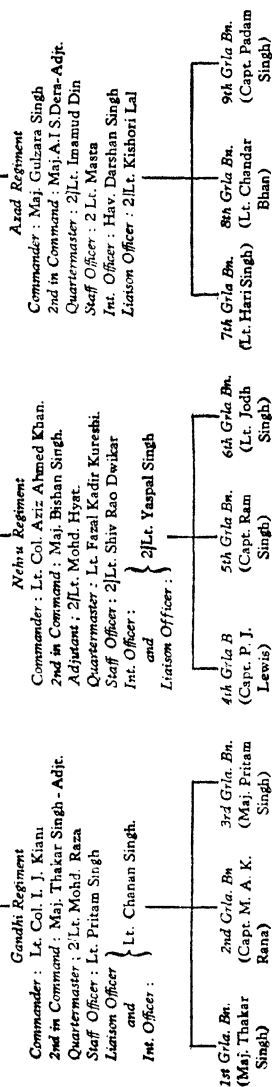 Gandhi Regiment
Commander : Lt. Col. I. J. Kiani
2nd in Command : Maj. Thakar Singh - Adjt.
Quartermaster ; 2/Lt. Mohd. Raza
Staff Officer : Lt. Pritam Singh
Liaison Officer
and
Int. Officer :
} Lt. Chanan Singh.
1st Grla. Bn.
(Maj. Thakar
Singh)
2nd Grla. Bn
(Capt. M. A. K.
Rana)
3rd Grla. Bn.
(Maj. Pritam
Singh)
Nehru Regiment
Commander : Lt. Col. Aziz Ahmed Khan.
2nd in Command : Maj. Bishan Singh.
Adjutant ; 2/Lt. Mohd. Hyat.
Quartermaster : Lt. Fazal Kadir Kureshi.
Staff Officer : 2/Lt. Shiv Rao Dwikar
Int. Officer :
and
Liaison Officer :
} 2/Lt. Yaspal Singh
4th Grla B
(Capt. P. J.
Lewis)
5th Grla Bn.
(Capt. Ram
Singh)
6th Grla Bn.
(Lt. Jodh
Singh)
Azad Regiment
Commander : Maj. Gulzara Singh
2nd in Command : Maj. A. I S. Dera-Adjt.
Quartermaster : 2/Lt. Imamud Din
Staff Officer : 2 Lt. Masta
Int. Officer : Hav. Darshan Singh
Liaison Officer : 2/Lt. Kishori Lal
7th Grla Bn.
(Lt. Hari Singh)
8th Grla Bn.
(Lt. Chandar
Bhan)
9th Grla Bn.
(Capt. Padam
Singh)